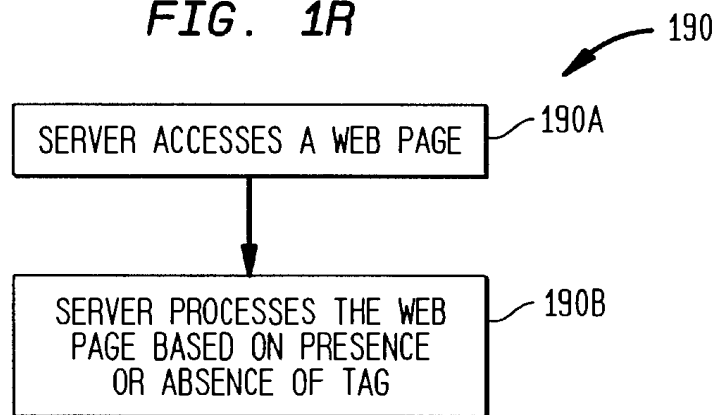 FIG. 1R
190
SERVER ACCESSES A WEB PAGE
190A
SERVER PROCESSES THE WEB
PAGE BASED ON PRESENCE
OR ABSENCE OF TAG
190B